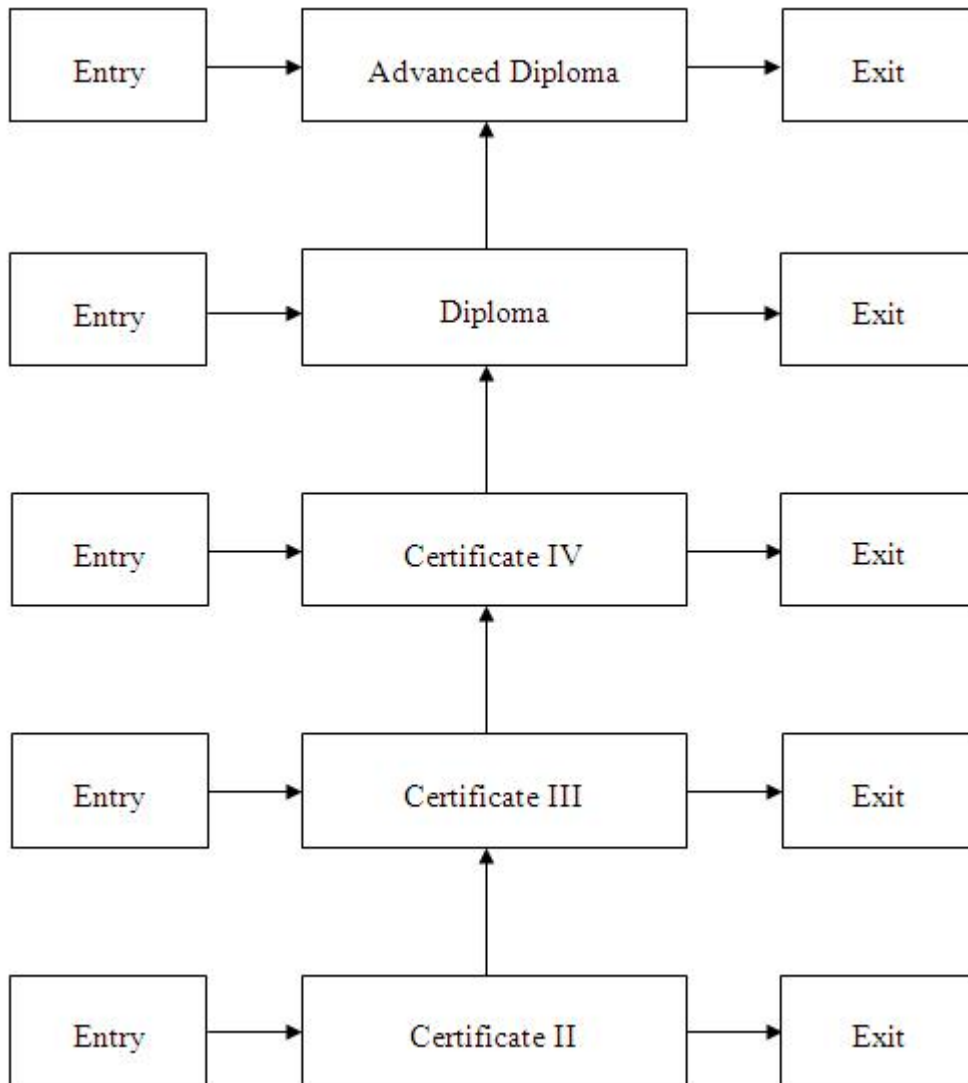 Entry
Advanced Diploma
Exit
Entry
Diploma
Exit
Entry
Certificate IV
Exit
Entry
Certificate III
Exit
Entry
Certificate II
Exit